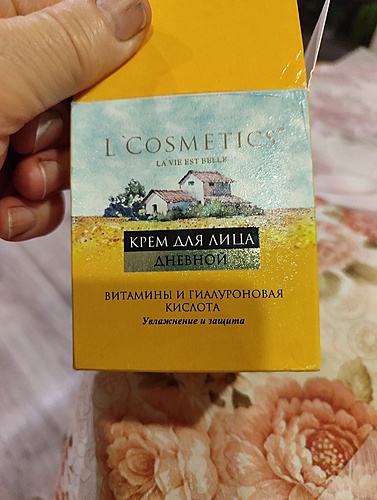 L`COSMETICS
LA VIE EST BELLE
КРЕМ ДЛЯ ЛИЦА
ДНЕВНОЙ
ВИТАМИНЫ И ГИАЛУРОНОВАЯ
КИСЛОТА
Увлажнение и защита